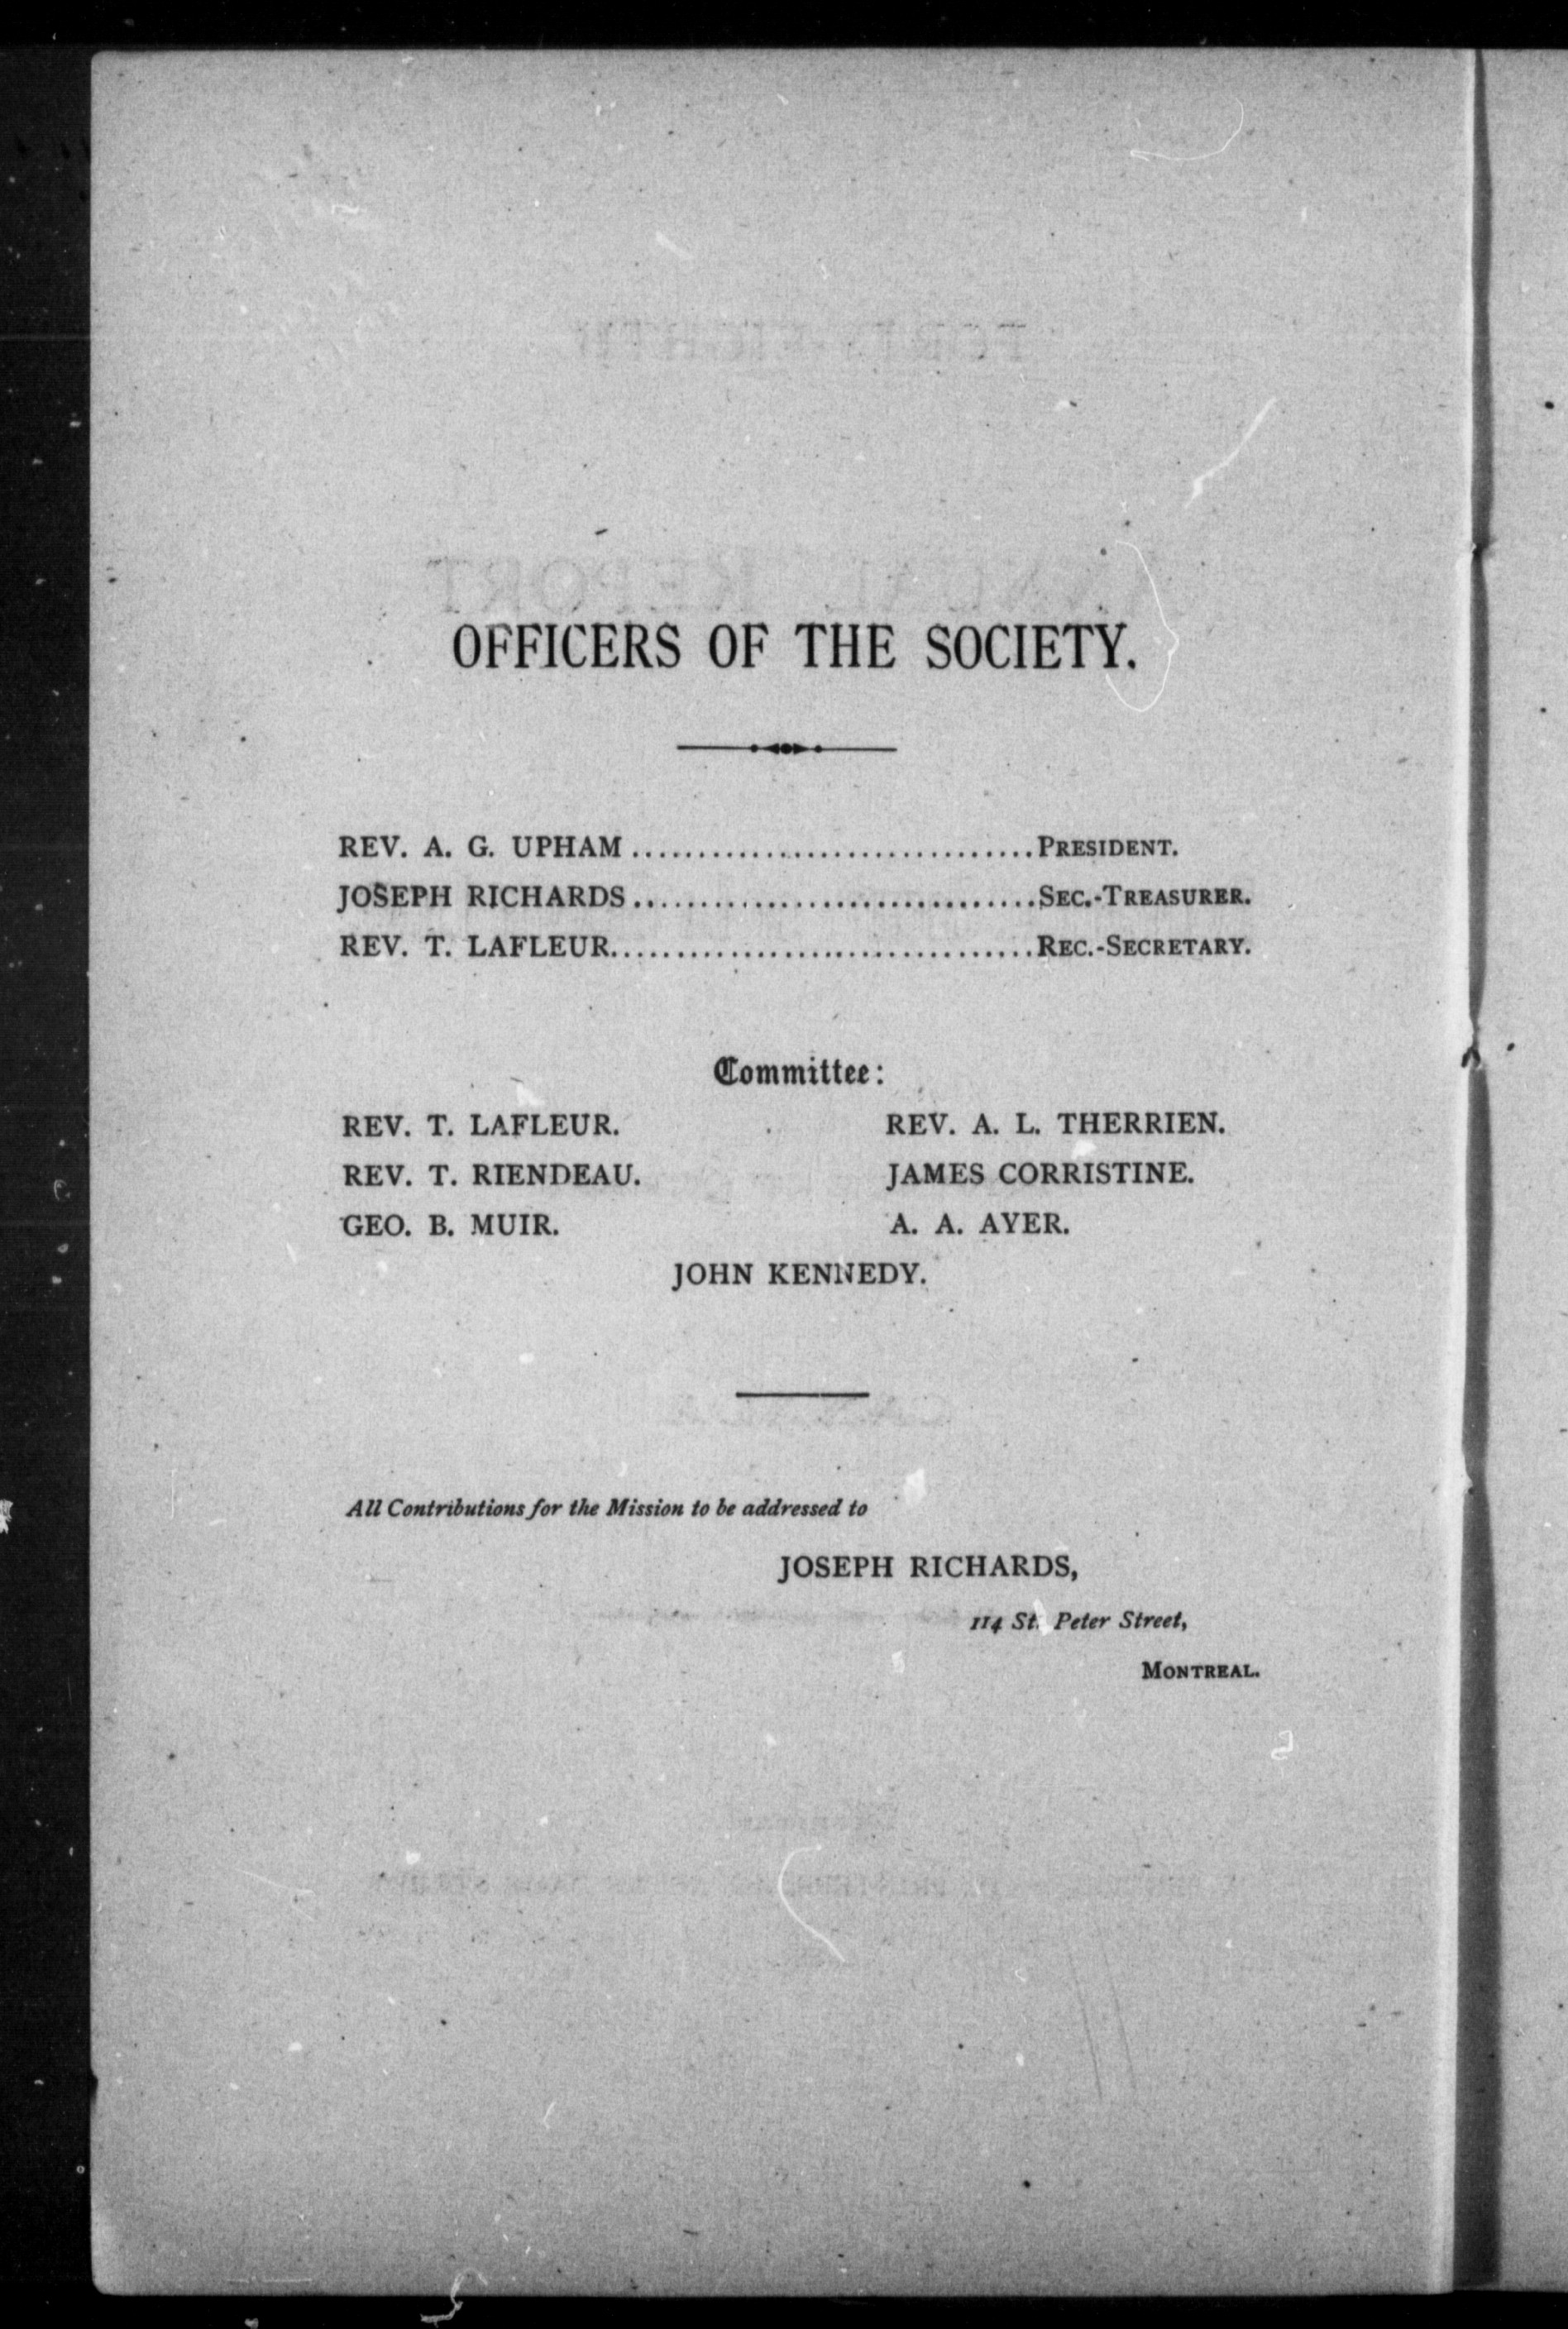 OFFICERS OF THE SOCIETY.
REV. A. G. UPHAM ..............................PRESIDENT.
JOSEPH RICHARDS..............................SEC.-TREASURER.
REV. T. LAFLEUR................................REC.-SECRETARY.
Committee:
REV. T. LAFLEUR. REV. A. L. THERRIEN.
REV. T. RIENDEAU. JAMES CORRISTINE.
GEO. B. MUIR. A. A. AYER.
JOHN KENNEDY.
All Contributions for the Mission to be addressed to
JOSEPH RICHARDS,
114 St. Peter Street,
MONTREAL.